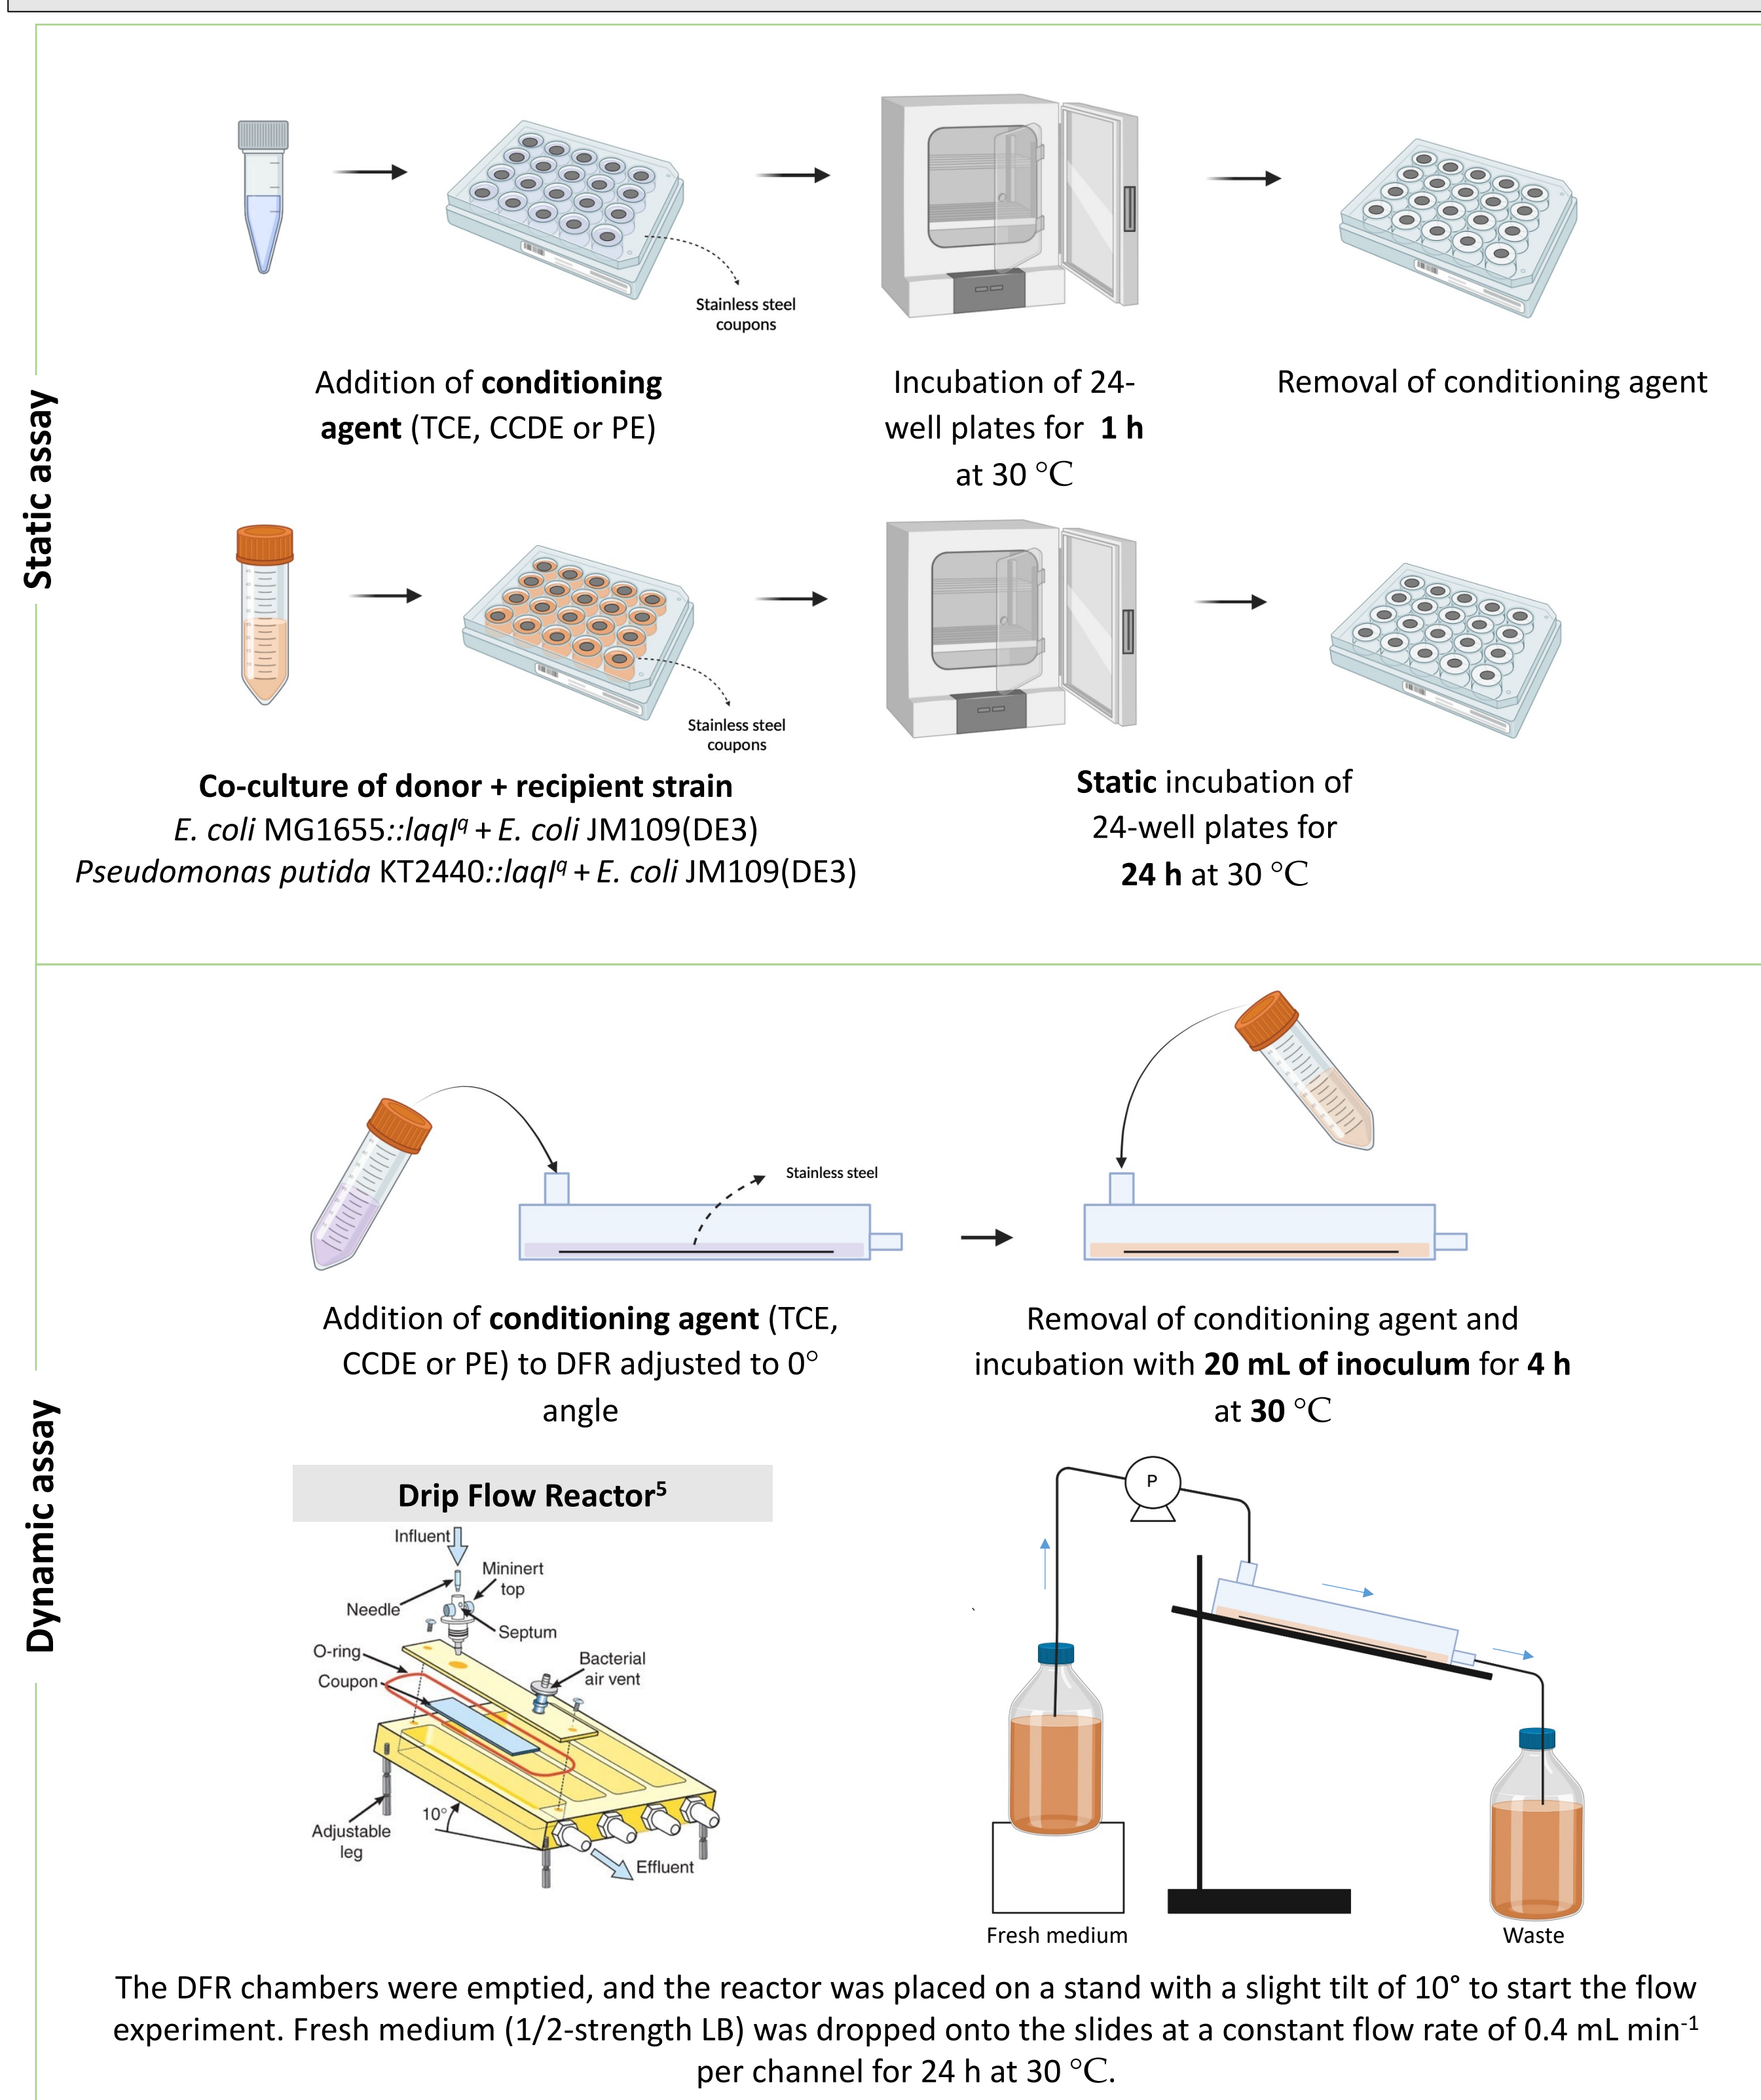 Static assay
Stainless steel
coupons
Addition of conditioning
agent (TCE, CCDE or PE)
Incubation of 24-
well plates for 1 h
at 30 °C
Removal of conditioning agent
Stainless steel
coupons
Co-culture of donor + recipient strain
E. coli MG1655::laqIq + E. coli JM109(DE3)
Pseudomonas putida KT2440::laqIq + E. coli JM109(DE3)
Static incubation of
24-well plates for
24 h at 30 °C
Dynamic assay
Stainless steel
Addition of conditioning agent (TCE,
CCDE or PE) to DFR adjusted to 0°
angle
Removal of conditioning agent and
incubation with 20 mL of inoculum for 4 h
at 30 °C
Drip Flow Reactor5
Influent
Mininert
top
Needle
Septum
O-ring
Bacterial
air vent
Coupon
10°
Adjustable
leg
Effluent
P
Fresh medium
Waste
The DFR chambers were emptied, and the reactor was placed on a stand with a slight tilt of 10° to start the flow
experiment. Fresh medium (1/2-strength LB) was dropped onto the slides at a constant flow rate of 0.4 mL min-1
per channel for 24 h at 30 °C.